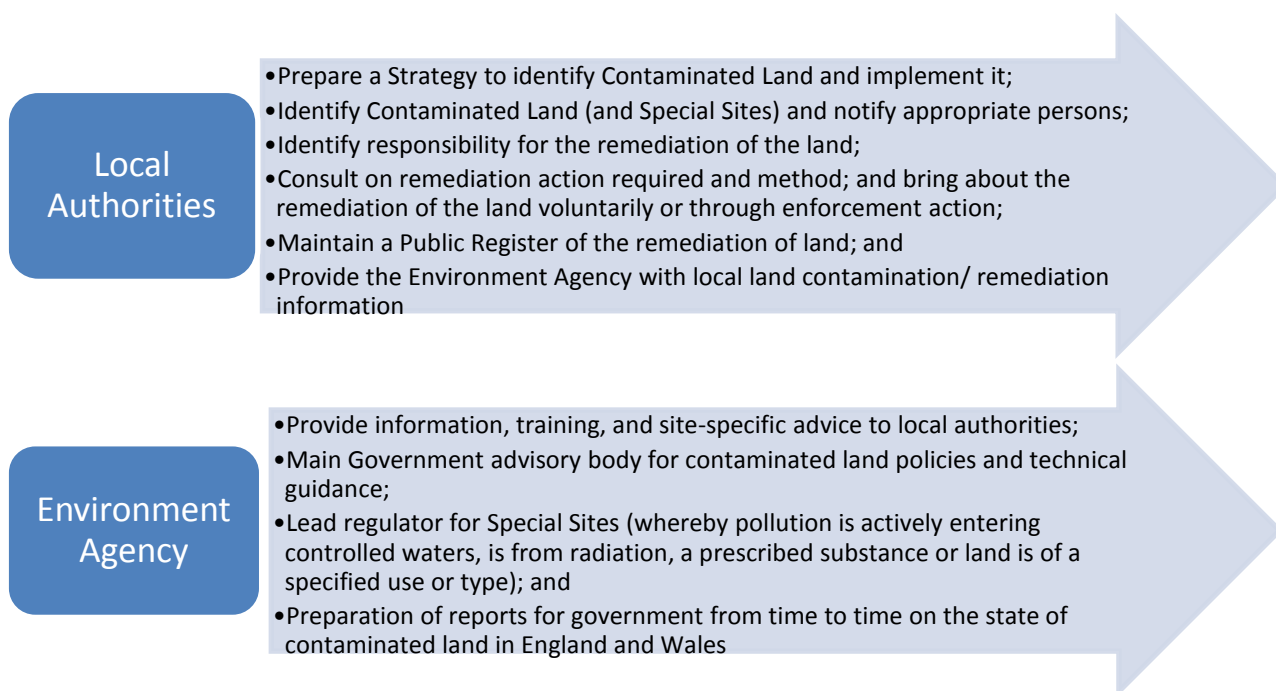 Local
Authorities
•Prepare a Strategy to identify Contaminated Land and implement it;
•Identify Contaminated Land (and Special Sites) and notify appropriate persons;
•Identify responsibility for the remediation of the land;
•Consult on remediation action required and method; and bring about the
remediation of the land voluntarily or through enforcement action;
•Maintain a Public Register of the remediation of land; and
•Provide the Environment Agency with local land contamination/ remediation
information
Environment
Agency
•Provide information, training, and site-specific advice to local authorities;
•Main Government advisory body for contaminated land policies and technical
guidance;
•Lead regulator for Special Sites (whereby pollution is actively entering
controlled waters, is from radiation, a prescribed substance or land is of a
specified use or type); and
•Preparation of reports for government from time to time on the state of
contaminated land in England and Wales